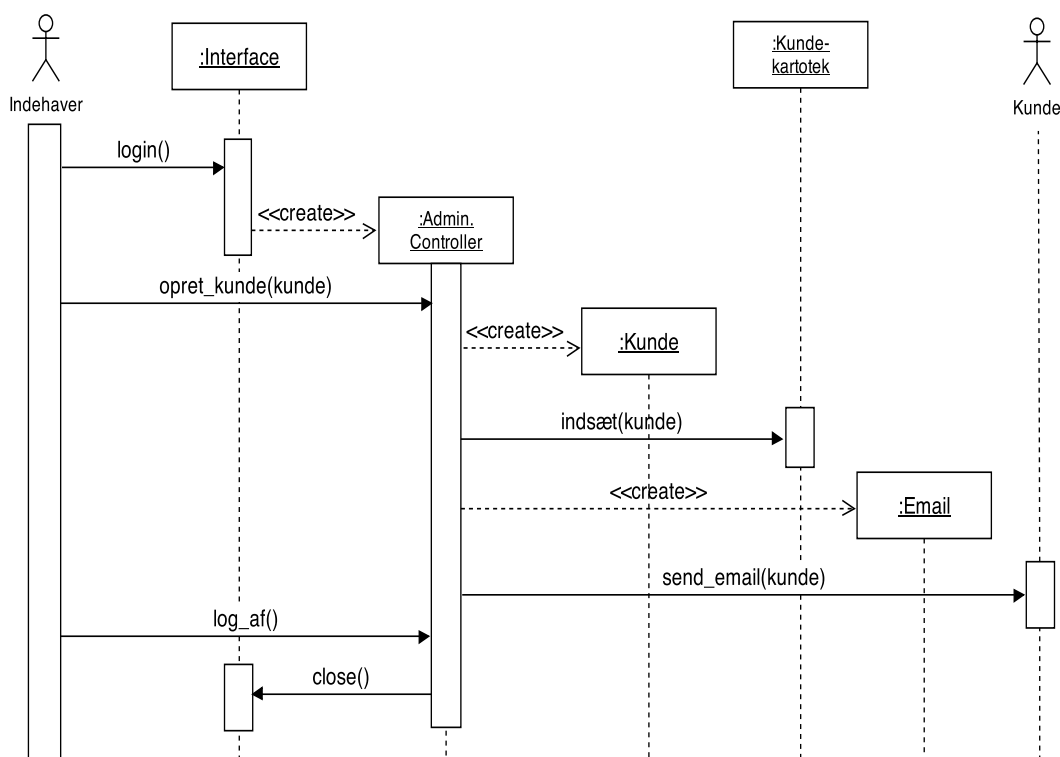 :Interface
:Kunde-
kartotek
Indehaver
Kunde
login()
<<create>>
:Admin.
Controller
opret_kunde(kunde)
<<create>>
:Kunde
indsæt(kunde)
<<create>>
:Email
send_email(kunde)
log_af()
close()